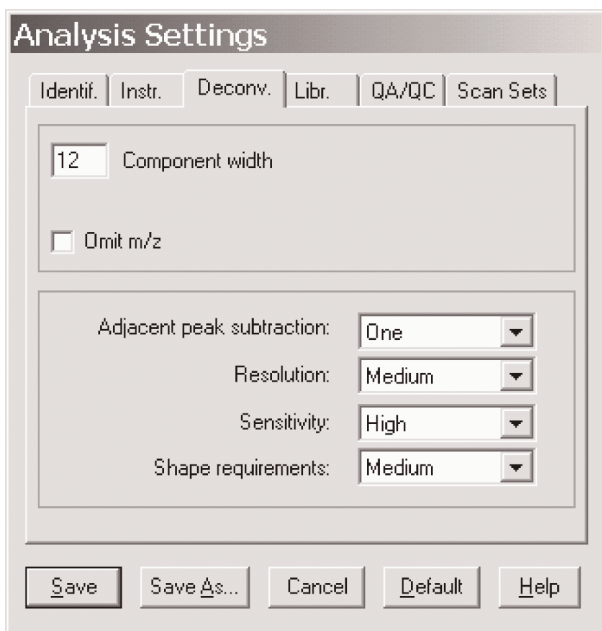 Analysis Settings
Identif. Instr. Deconv. Libr. QA/QC Scan Sets
12 Component width
Omit m/z
Adjacent peak subtraction: One
Resolution: Medium
Sensitivity: High
Shape requirements: Medium
Save Save As... Cancel Default Help